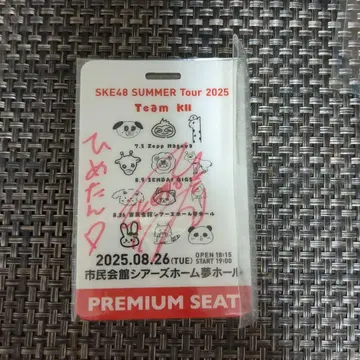 SKE48 SUMMER Tour 2025
Team KII
7.5 Zepp Nagoya
8.9 SENDAI GIGS
8.26 市民会館シアーズホーム夢ホール
ひめたん
2025.08.26(TUE) OPEN 18:15
START 19:00
市民会館シアーズホーム夢ホール
PREMIUM SEAT